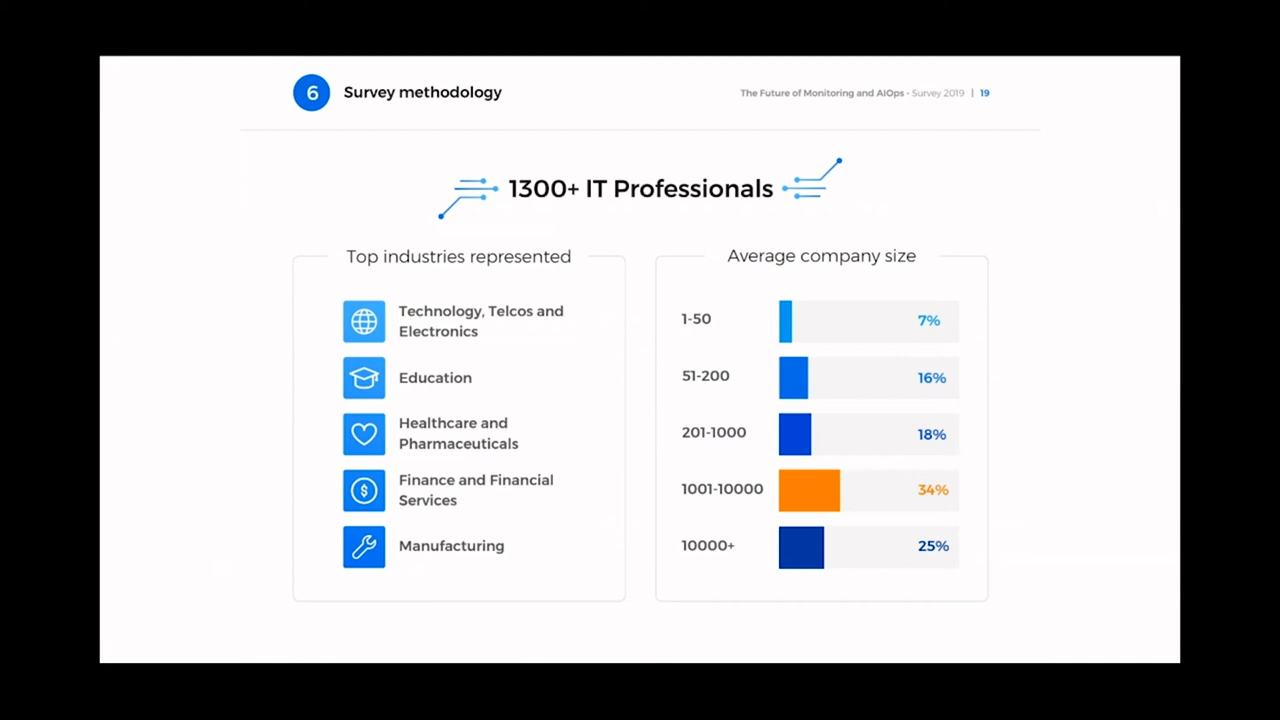 6 Survey methodology
The Future of Monitoring and AIOps - Survey 2019 | 19
1300+ IT Professionals
Top industries represented
Technology, Telcos and
Electronics
Education
Healthcare and
Pharmaceuticals
$ Finance and Financial
Services
Manufacturing
Average company size
1-50 7%
51-200 16%
201-1000 18%
1001-10000 34%
10000+ 25%